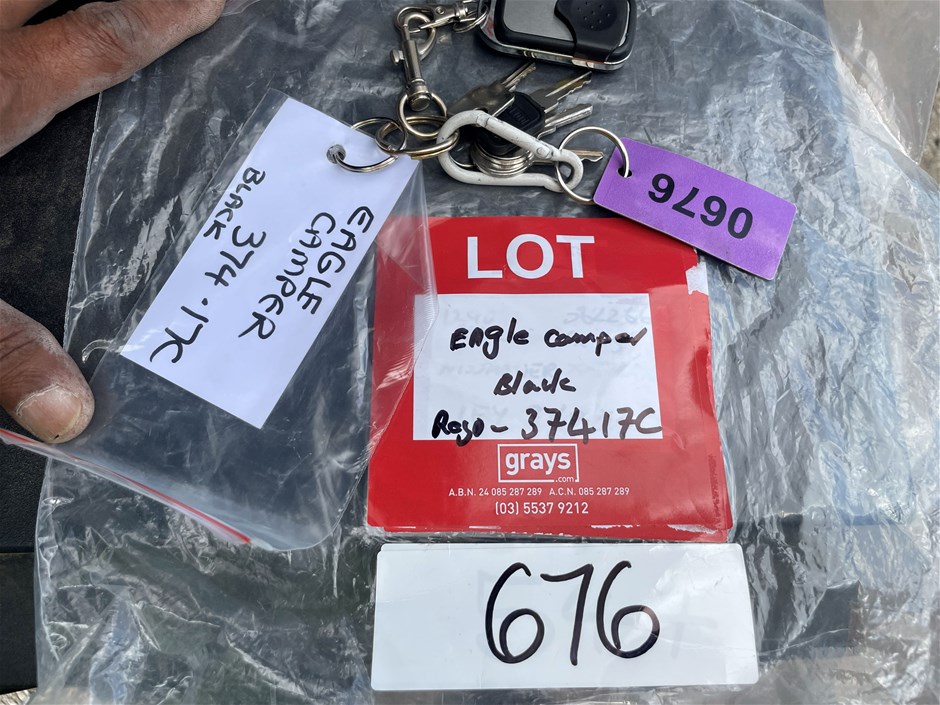 EAGLE
CAMPER
BLACK 374·17C
0676
LOT
EAgle camper
Black
Rego - 37417C
grays
.com
A.B.N. 24 085 287 289 A.C.N. 085 287 289
(03) 5537 9212
676